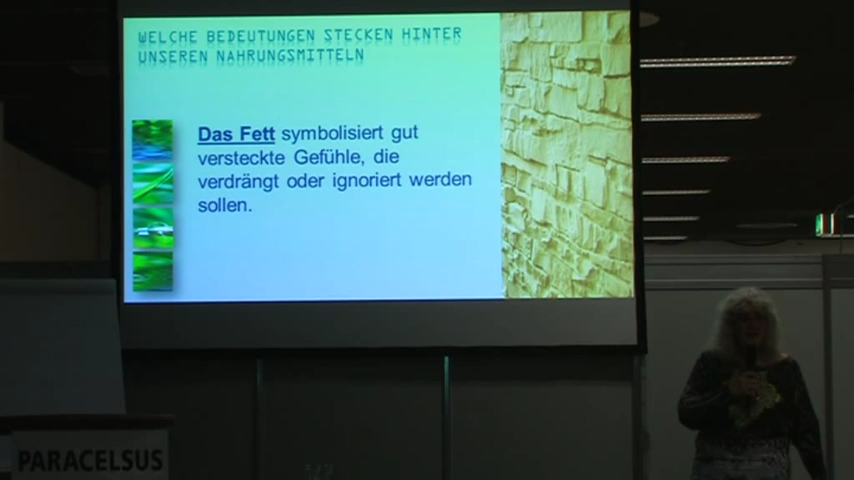 WELCHE BEDEUTUNGEN STECKEN HINTER
UNSEREN NAHRUNGSMITTELN
Das Fett symbolisiert gut
versteckte Gefühle, die
verdrängt oder ignoriert werden
sollen.
PARACELSUS